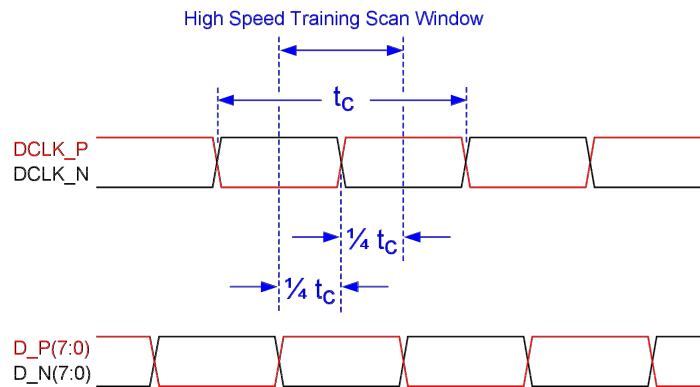 High Speed Training Scan Window
tc
DCLK_P
DCLK_N
¼ tc
¼ tc
D_P(7:0)
D_N(7:0)